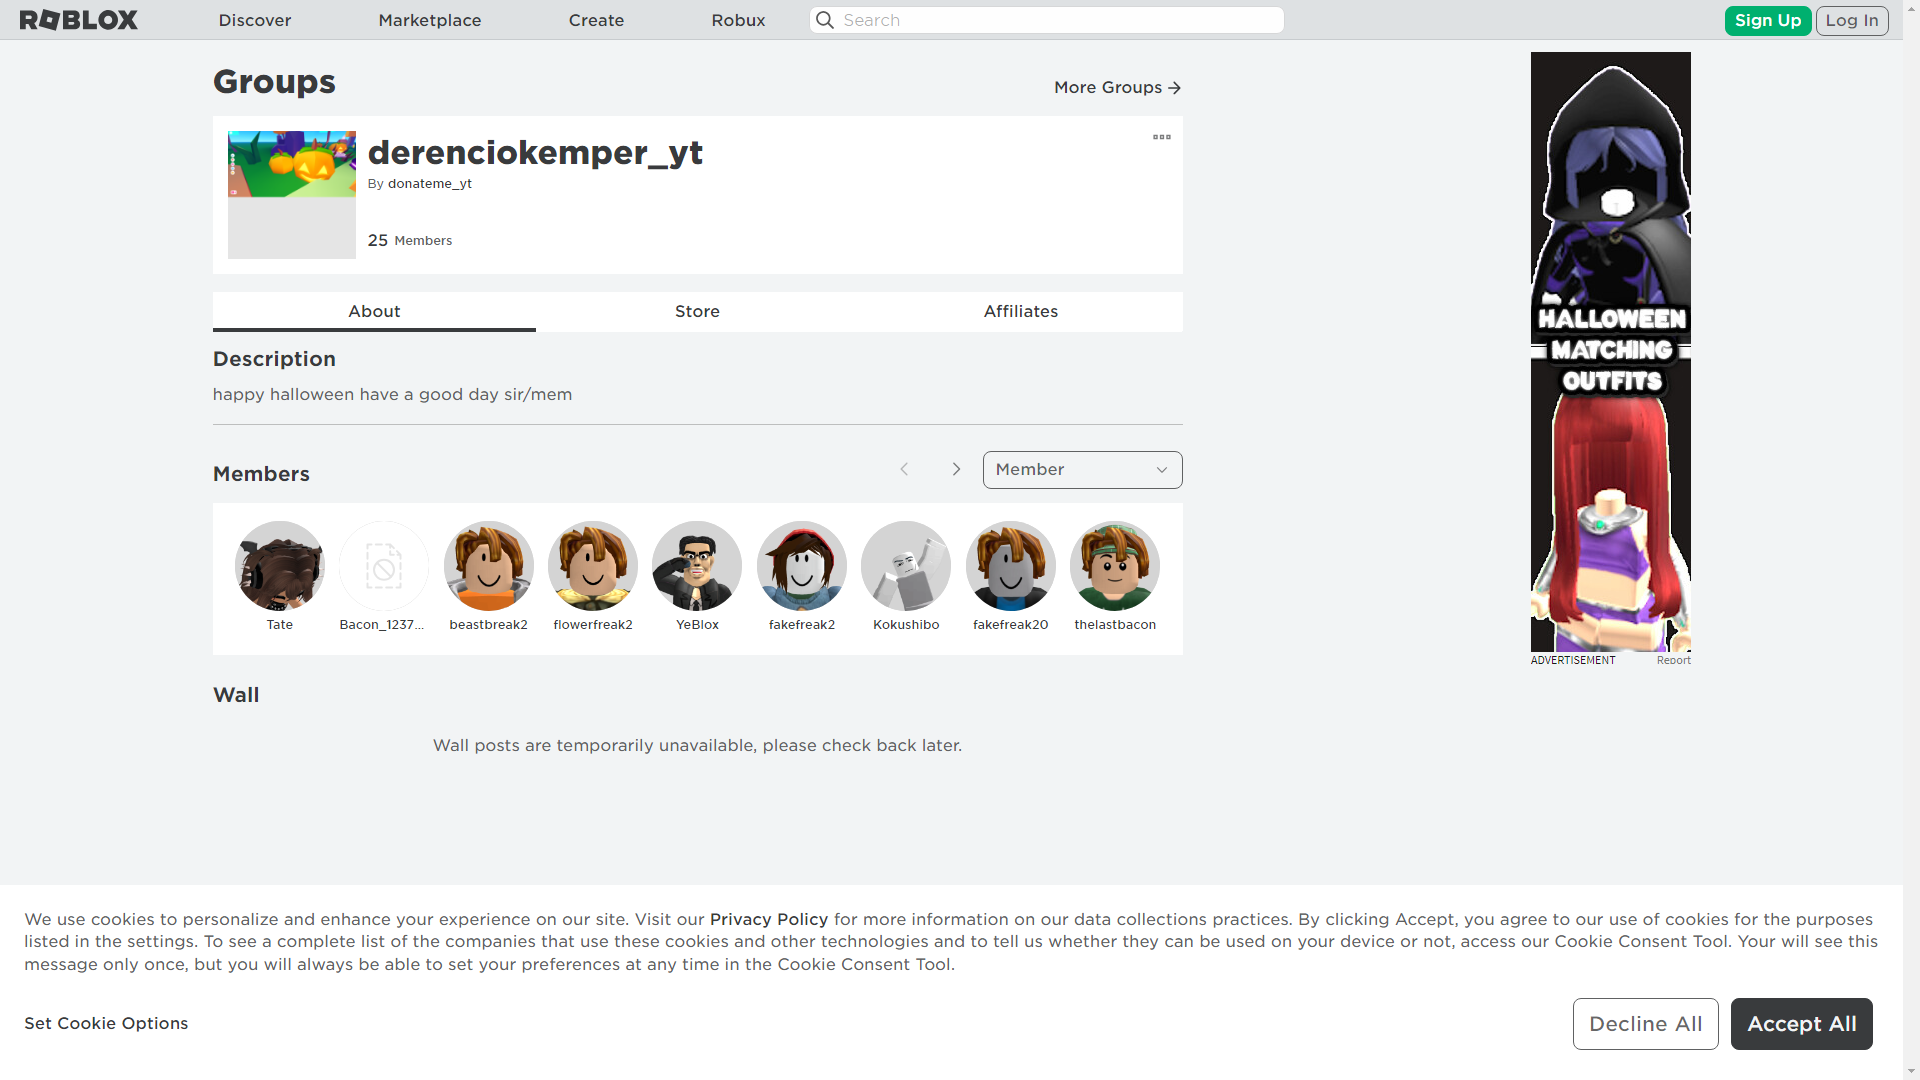 ROBLOX
Discover
Marketplace
Create
Robux
Search
Sign Up
Log In
Groups
More Groups
derenciokemper_yt
By donateme_yt
25 Members
About
Store
Affiliates
Description
happy halloween have a good day sir/mem
Members
Member
Tate
Bacon_1237...
beastbreak2
flowerfreak2
YeBlox
fakefreak2
Kokushibo
fakefreak20
thelastbacon
HALLOWEEN
MATCHING
OUTFITS
ADVERTISEMENT
Report
Wall
Wall posts are temporarily unavailable, please check back later.
We use cookies to personalize and enhance your experience on our site. Visit our Privacy Policy for more information on our data collections practices. By clicking Accept, you agree to our use of cookies for the purposes
listed in the settings. To see a complete list of the companies that use these cookies and other technologies and to tell us whether they can be used on your device or not, access our Cookie Consent Tool. Your will see this
message only once, but you will always be able to set your preferences at any time in the Cookie Consent Tool.
Set Cookie Options
Decline All
Accept All